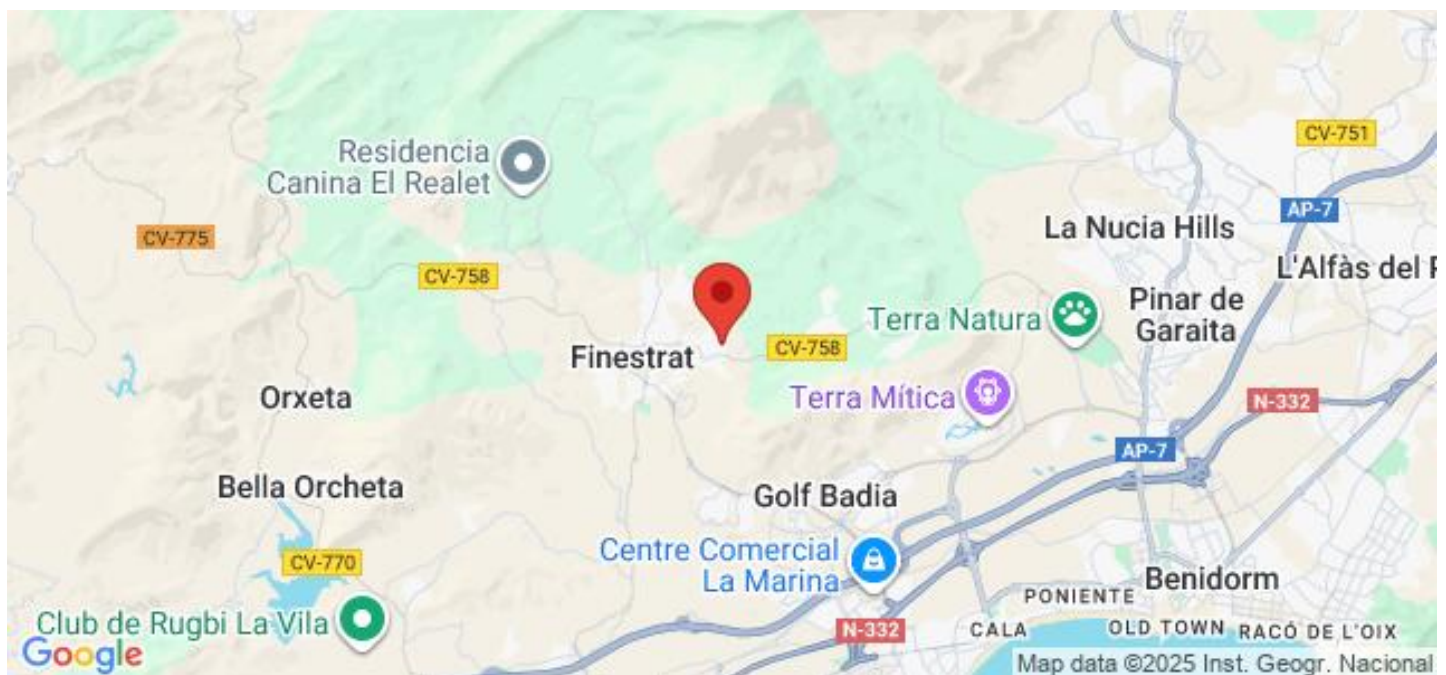 CV-751
Residencia
Canina El Realet
AP-7
La Nucia Hills
CV-775
L'Alfàs del P
CV-758
Pinar de
Garaita
Terra Natura
CV-758
Finestrat
Orxeta
Terra Mítica
N-332
AP-7
Bella Orcheta
Golf Badia
Centre Comercial
La Marina
CV-770
Benidorm
PONIENTE
Club de Rugbi La Vila
N-332
CALA
OLD TOWN
RACÓ DE L'OIX
Google
Map data ©2025 Inst. Geogr. Nacional